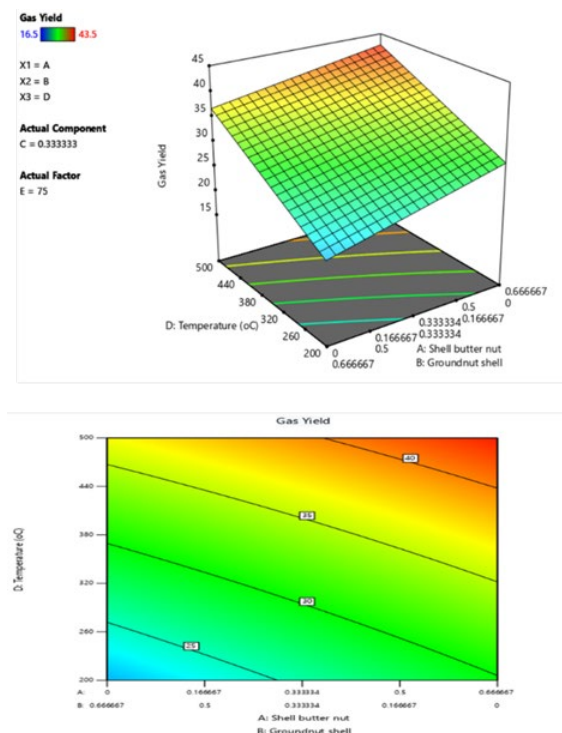 Gas Yield
16.5 43.5
X1 = A
X2 = B
X3 = D
Actual Component
C = 0.333333
Actual Factor
E = 75
45
40
35
30
25
20
15
Gas Yield
500
440
380
320
260
200
D: Temperature (oC)
0 0.166667 0.333334 0.5 0.666667
0.666667 0.5 0.333334 0.166667 0
A: Shell butter nut
B: Groundnut shell
Gas Yield
500
440
380
320
260
200
D: Temperature (oC)
40
35
30
25
A: 0 0.166667 0.333334 0.5 0.666667
B: 0.666667 0.5 0.333334 0.166667 0
A: Shell butter nut
B: Groundnut shell